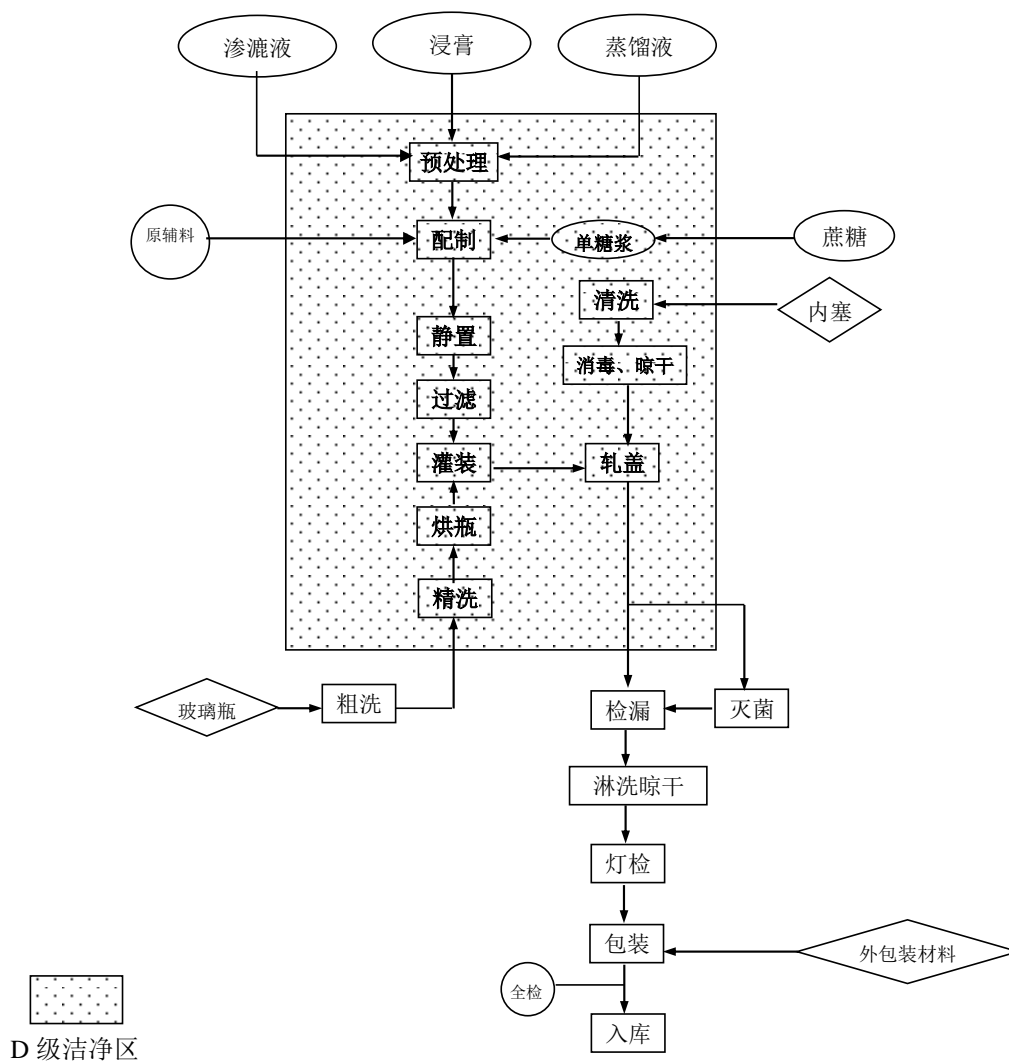 渗漉液
浸膏
蒸馏液
预处理
原辅料
配制
单糖浆
蔗糖
清洗
内塞
静置
消毒、晾干
过滤
灌装
轧盖
烘瓶
精洗
玻璃瓶
粗洗
检漏
灭菌
淋洗晾干
灯检
包装
外包装材料
全检
入库
D 级洁净区